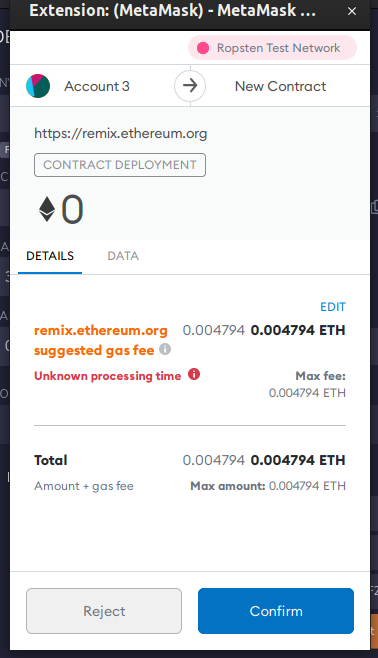 Extension: (MetaMask) - MetaMask ... ×
Ropsten Test Network
Account 3 New Contract
https://remix.ethereum.org
CONTRACT DEPLOYMENT
0
DETAILS DATA
EDIT
remix.ethereum.org 0.004794 0.004794 ETH
suggested gas fee
Unknown processing time Max fee:
0.004794 ETH
Total 0.004794 0.004794 ETH
Amount + gas fee Max amount: 0.004794 ETH
Reject Confirm